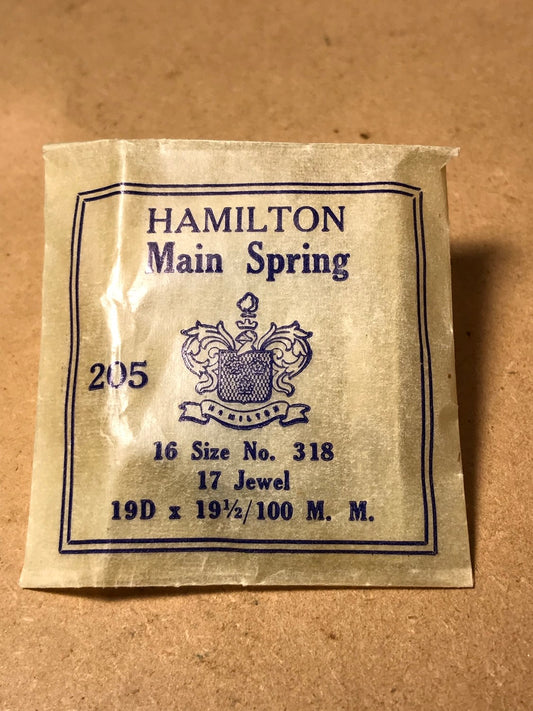 HAMILTON
Main Spring
205
HAMILTON
16 Size No. 318
17 Jewel
19D x 19½/100 M. M.